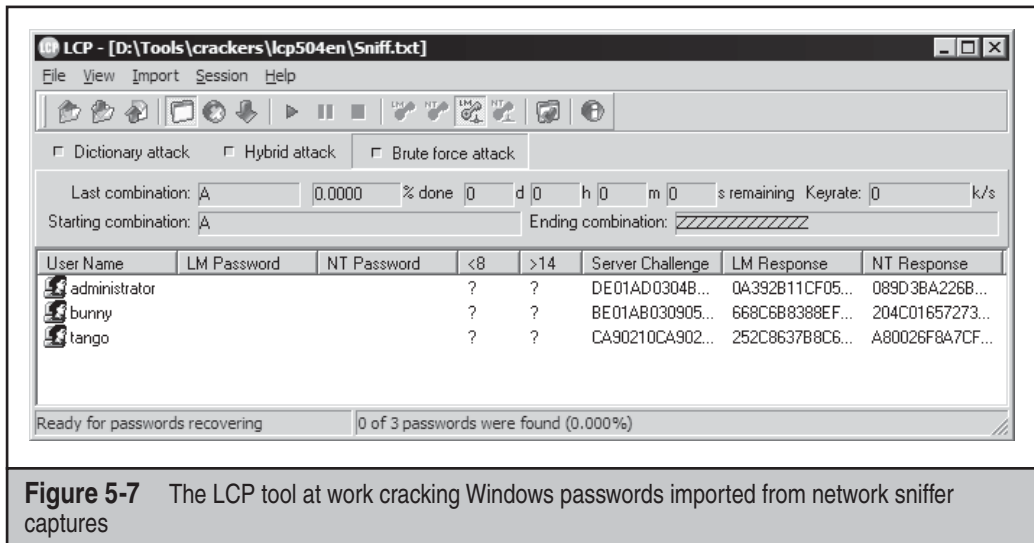 LCP - [D:\Tools\crackers\lcp504en\Sniff.txt]
File View Import Session Help
LM NT LM NT
Dictionary attack Hybrid attack Brute force attack
Last combination: A 0.0000 % done 0 d 0 h 0 m 0 s remaining Keyrate: 0 k/s
Starting combination: A Ending combination: ZZZZZZZZZZZZZZ
User Name LM Password NT Password <8 >14 Server Challenge LM Response NT Response
administrator ? ? DE01AD0304B... 0A392B11CF05... 089D3BA226B...
bunny ? ? BE01AB030905... 668C6B8388EF... 204C01657273...
tango ? ? CA90210CA902... 252C8637B8C6... A80026F8A7CF...
Ready for passwords recovering 0 of 3 passwords were found (0.000%)
Figure 5-7 The LCP tool at work cracking Windows passwords imported from network sniffer
captures